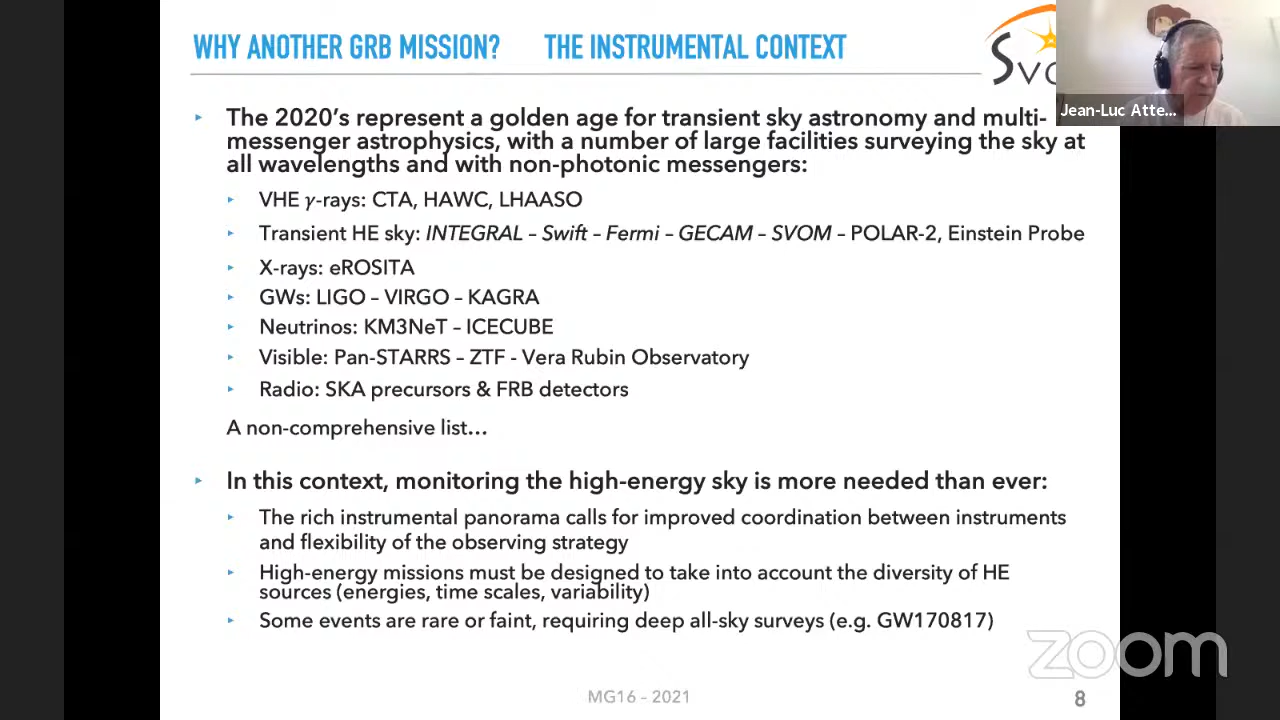 WHY ANOTHER GRB MISSION? THE INSTRUMENTAL CONTEXT
Svo
Jean-Luc Atte...
‣ The 2020's represent a golden age for transient sky astronomy and multi-
messenger astrophysics, with a number of large facilities surveying the sky at
all wavelengths and with non-photonic messengers:
‣ VHE γ-rays: CTA, HAWC, LHAASO
‣ Transient HE sky: INTEGRAL – Swift – Fermi – GECAM – SVOM – POLAR-2, Einstein Probe
‣ X-rays: eROSITA
‣ GWs: LIGO – VIRGO – KAGRA
‣ Neutrinos: KM3NeT – ICECUBE
‣ Visible: Pan-STARRS – ZTF - Vera Rubin Observatory
‣ Radio: SKA precursors & FRB detectors
A non-comprehensive list…
‣ In this context, monitoring the high-energy sky is more needed than ever:
‣ The rich instrumental panorama calls for improved coordination between instruments
and flexibility of the observing strategy
‣ High-energy missions must be designed to take into account the diversity of HE
sources (energies, time scales, variability)
‣ Some events are rare or faint, requiring deep all-sky surveys (e.g. GW170817)
zoom
MG16 – 2021
8